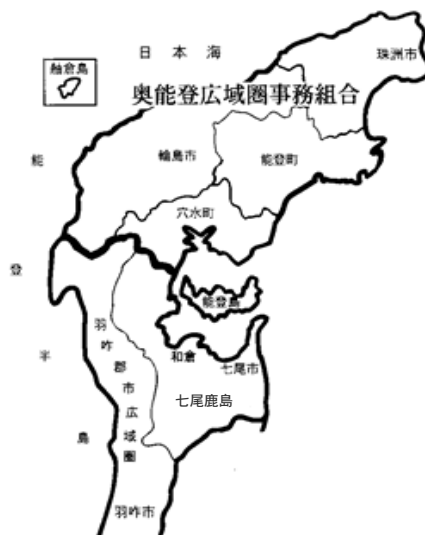 日本海
舳倉島
珠洲市
奥能登広域圏事務組合
輪島市
能登町
穴水町
能登島
能登半島
羽咋郡市広域圏
和倉
七尾市
七尾鹿島
羽咋市